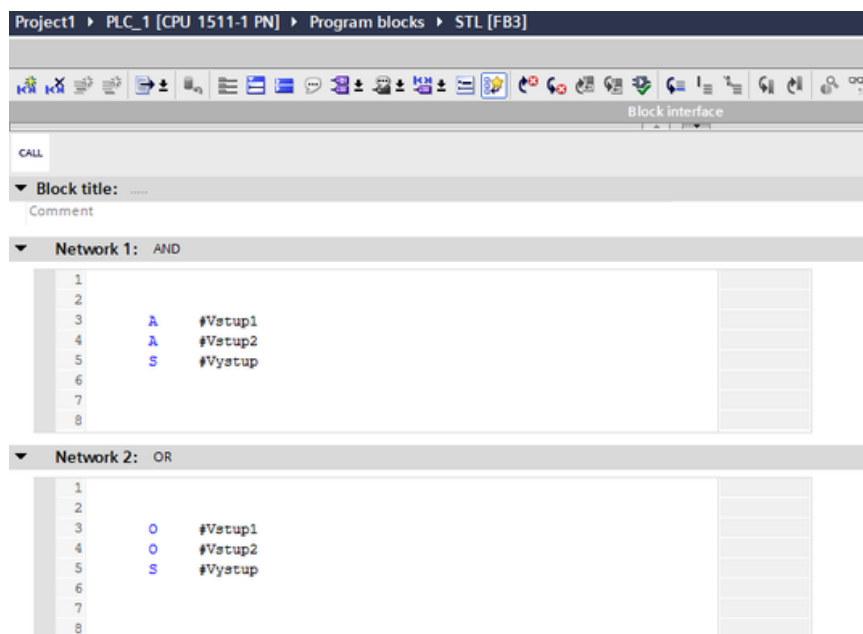 Project1 ▸ PLC_1 [CPU 1511-1 PN] ▸ Program blocks ▸ STL [FB3]
Block interface
CALL
Block title: .....
Comment
Network 1: AND
1
2
3 A #Vstup1
4 A #Vstup2
5 S #Vystup
6
7
8
Network 2: OR
1
2
3 O #Vstup1
4 O #Vstup2
5 S #Vystup
6
7
8